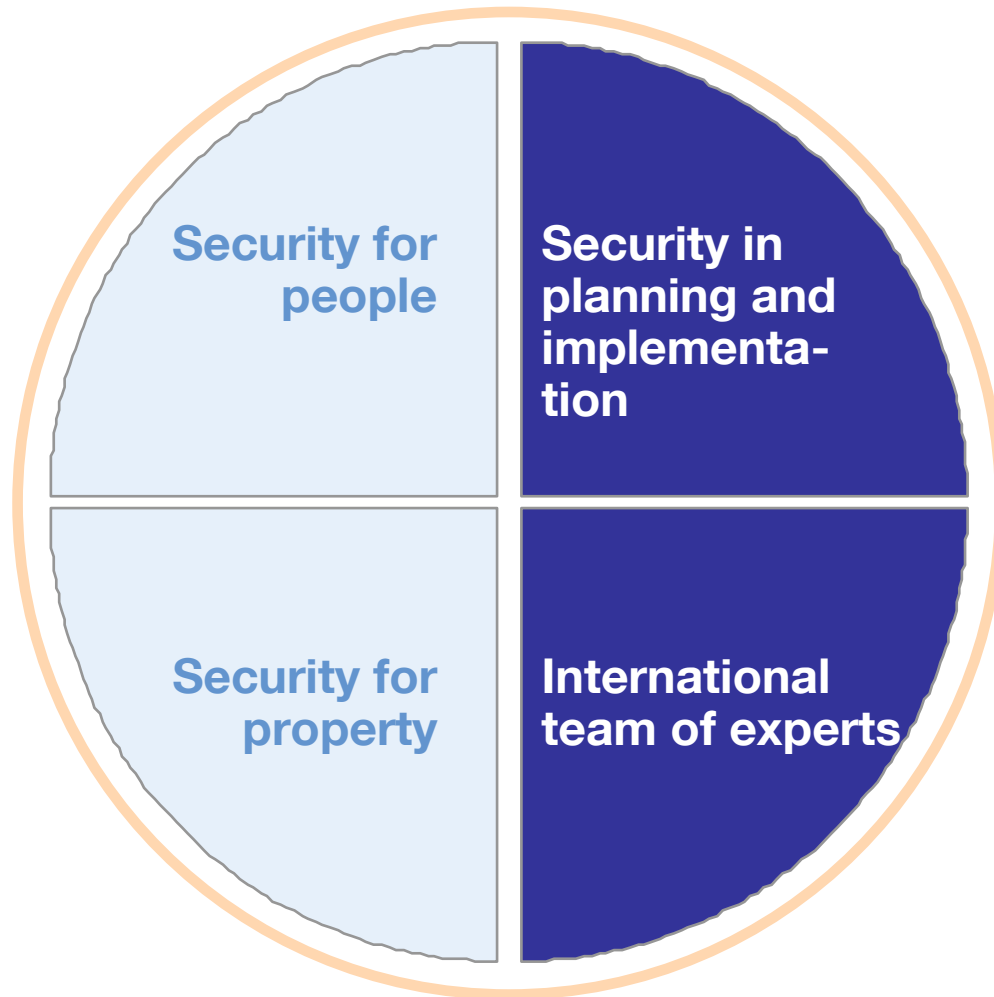 Security for
people
Security in
planning and
implementa-
tion
Security for
property
International
team of experts